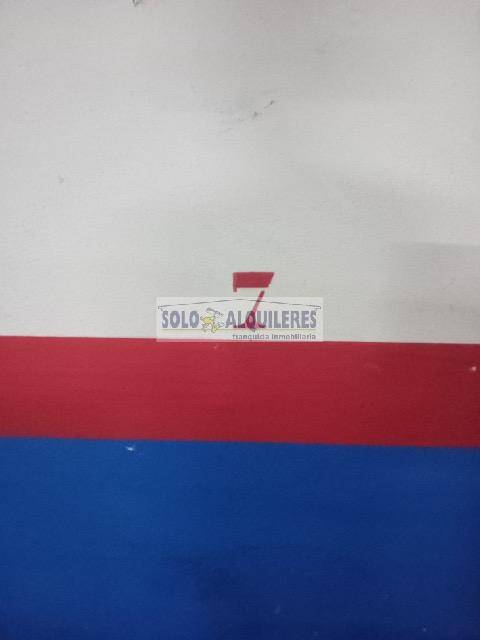 7
SOLO ALQUILERES
franquicia inmobiliaria